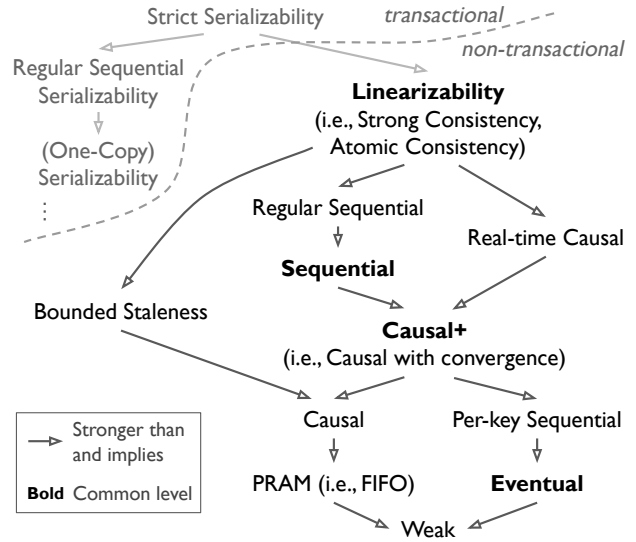 Strict Serializability
transactional
non-transactional
Regular Sequential
Serializability
Linearizability
(i.e., Strong Consistency,
Atomic Consistency)
(One-Copy)
Serializability
⋮
Regular Sequential
Real-time Causal
Sequential
Bounded Staleness
Causal+
(i.e., Causal with convergence)
Causal
Per-key Sequential
Stronger than
and implies
Bold Common level
PRAM (i.e., FIFO)
Eventual
Weak